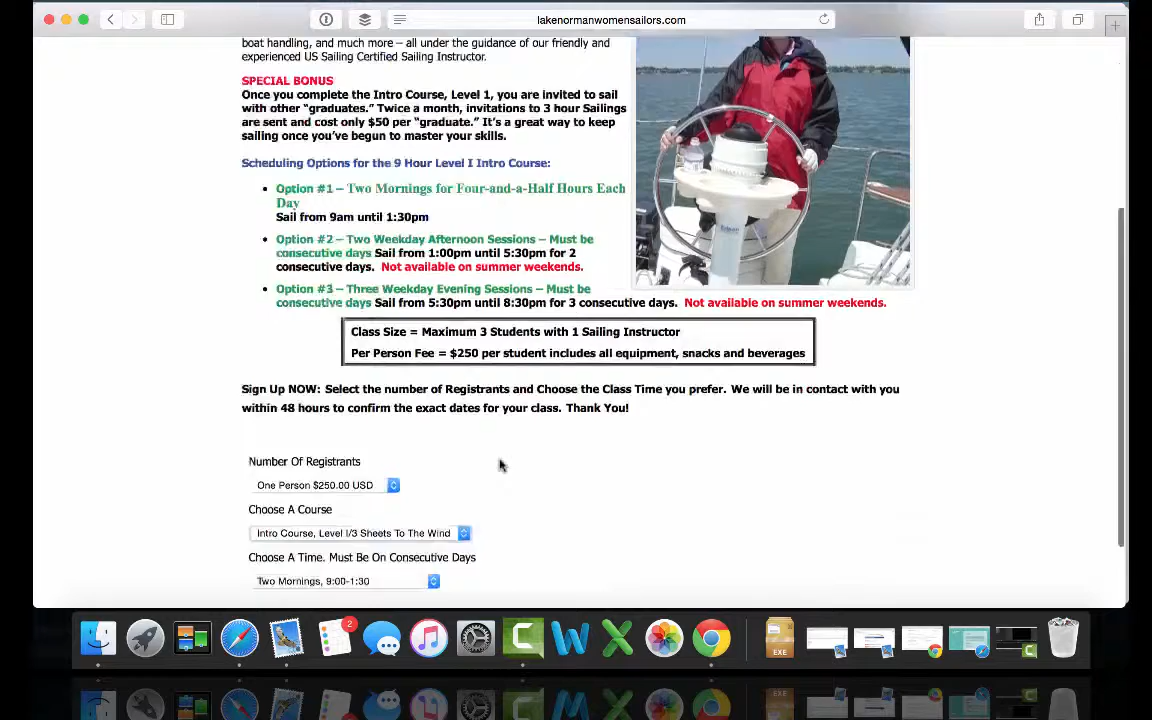 lakenormanwomensailors.com
boat handling, and much more – all under the guidance of our friendly and
experienced US Sailing Certified Sailing Instructor.
SPECIAL BONUS
Once you complete the Intro Course, Level 1, you are invited to sail
with other “graduates.” Twice a month, invitations to 3 hour Sailings
are sent and cost only $50 per “graduate.” It’s a great way to keep
sailing once you’ve begun to master your skills.
Scheduling Options for the 9 Hour Level I Intro Course:
Option #1 – Two Mornings for Four-and-a-Half Hours Each
Day
Sail from 9am until 1:30pm
Option #2 – Two Weekday Afternoon Sessions – Must be
consecutive days Sail from 1:00pm until 5:30pm for 2
consecutive days. Not available on summer weekends.
Option #3 – Three Weekday Evening Sessions – Must be
consecutive days Sail from 5:30pm until 8:30pm for 3 consecutive days. Not available on summer weekends.
Class Size = Maximum 3 Students with 1 Sailing Instructor
Per Person Fee = $250 per student includes all equipment, snacks and beverages
Sign Up NOW: Select the number of Registrants and Choose the Class Time you prefer. We will be in contact with you
within 48 hours to confirm the exact dates for your class. Thank You!
Number Of Registrants
One Person $250.00 USD
Choose A Course
Intro Course, Level I/3 Sheets To The Wind
Choose A Time. Must Be On Consecutive Days
Two Mornings, 9:00-1:30
2
EXE